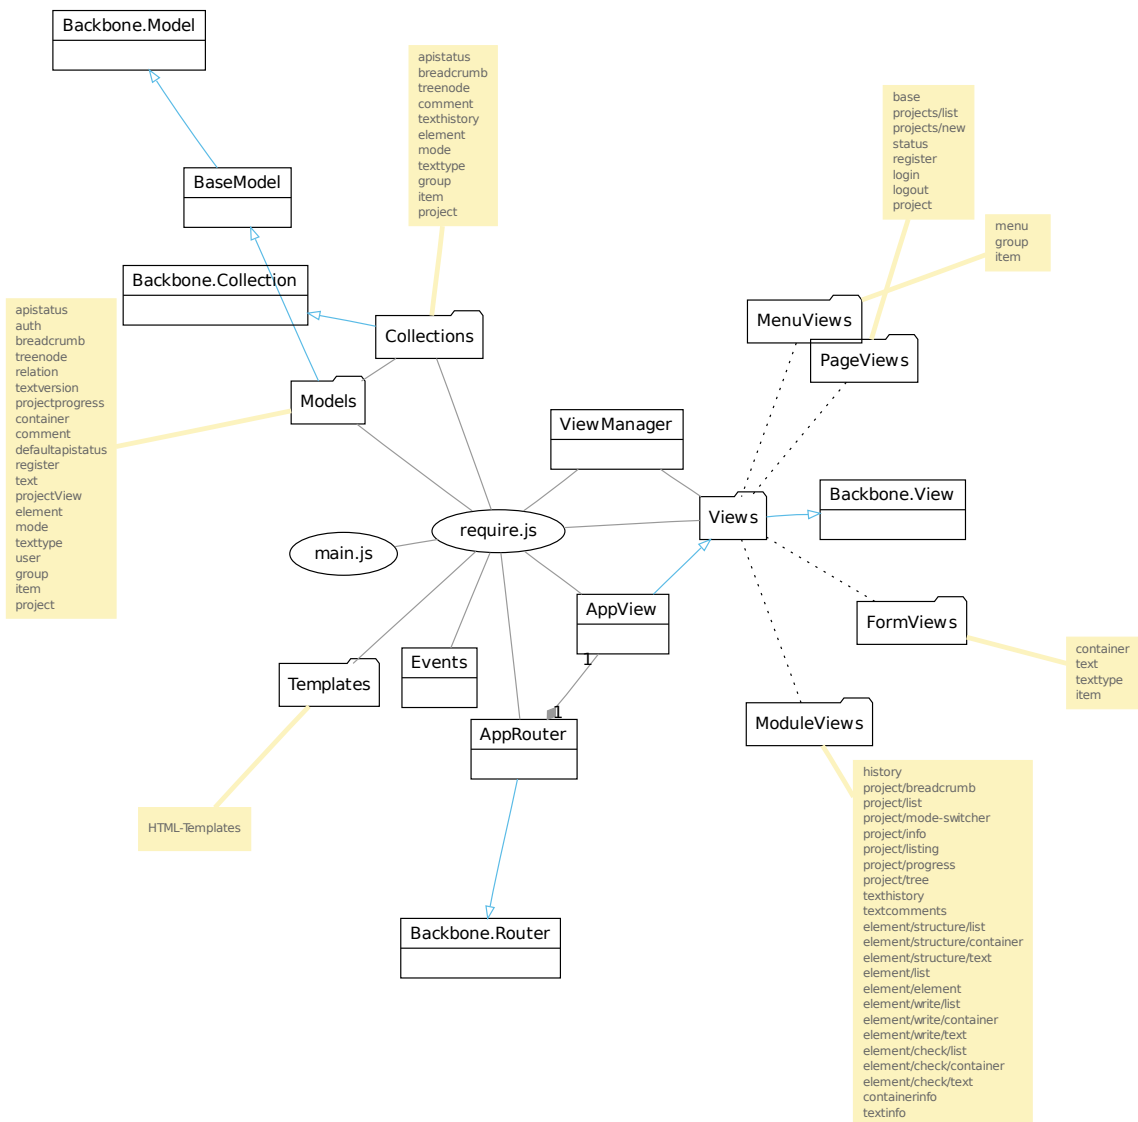 Backbone.Model
apistatus
breadcrumb
treenode
comment
texthistory
element
mode
texttype
group
item
project
base
projects/list
projects/new
status
register
login
logout
project
BaseModel
menu
group
item
Backbone.Collection
apistatus
auth
breadcrumb
treenode
relation
textversion
projectprogress
container
comment
defaultapistatus
register
text
projectView
element
mode
texttype
user
group
item
project
Collections
MenuViews
PageViews
Models
ViewManager
Backbone.View
Views
require.js
main.js
AppView
1
FormViews
container
text
texttype
item
Events
Templates
1
AppRouter
ModuleViews
HTML-Templates
history
project/breadcrumb
project/list
project/mode-switcher
project/info
project/listing
project/progress
project/tree
texthistory
textcomments
element/structure/list
element/structure/container
element/structure/text
element/list
element/element
element/write/list
element/write/container
element/write/text
element/check/list
element/check/container
element/check/text
containerinfo
textinfo
Backbone.Router